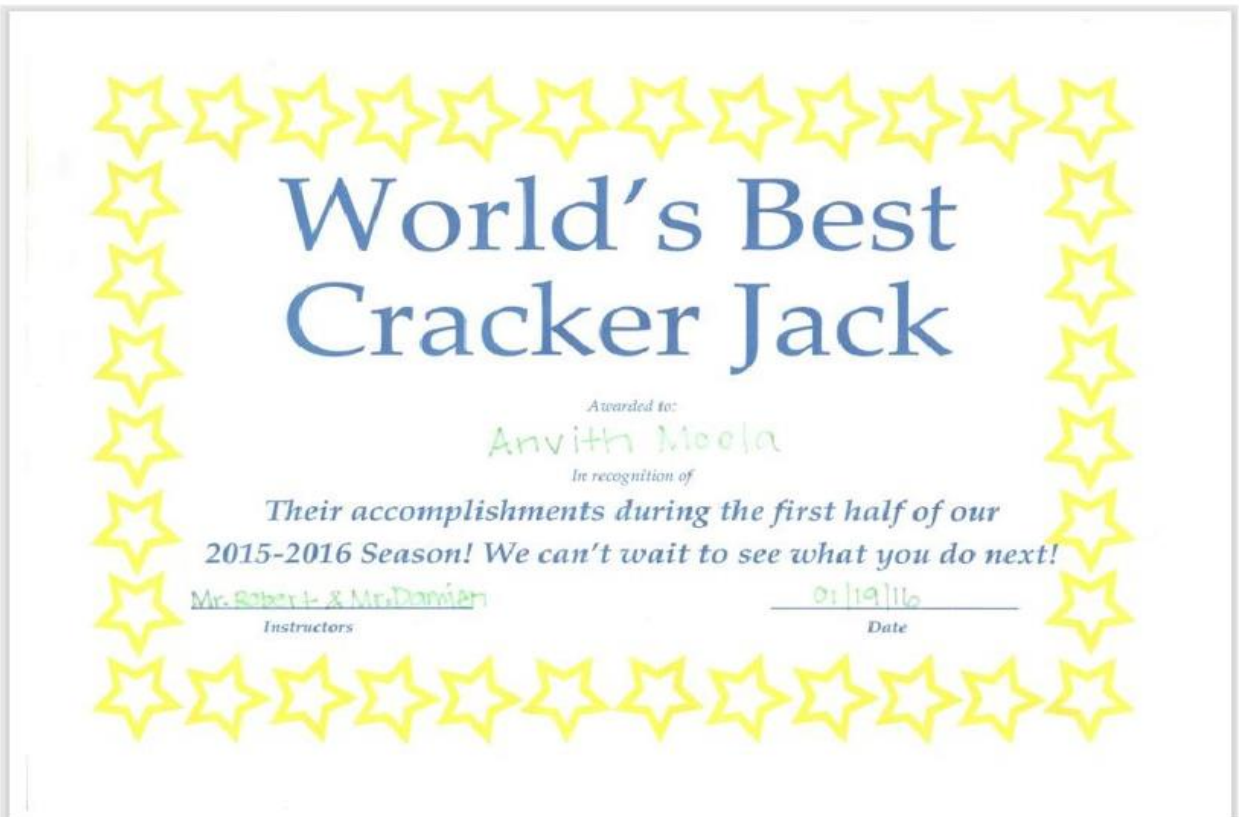 World's Best
Cracker Jack
Awarded to:
Anvith Moola
In recognition of
Their accomplishments during the first half of our
2015-2016 Season! We can't wait to see what you do next!
Mr. Robert & Mr. Damian 01/19/16
Instructors Date